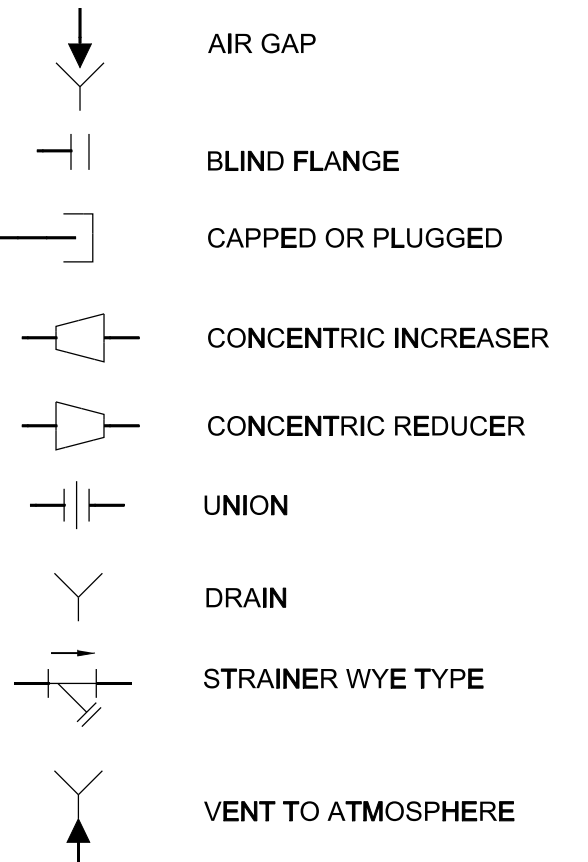 AIR GAP
BLIND FLANGE
CAPPED OR PLUGGED
CONCENTRIC INCREASER
CONCENTRIC REDUCER
UNION
DRAIN
STRAINER WYE TYPE
VENT TO ATMOSPHERE